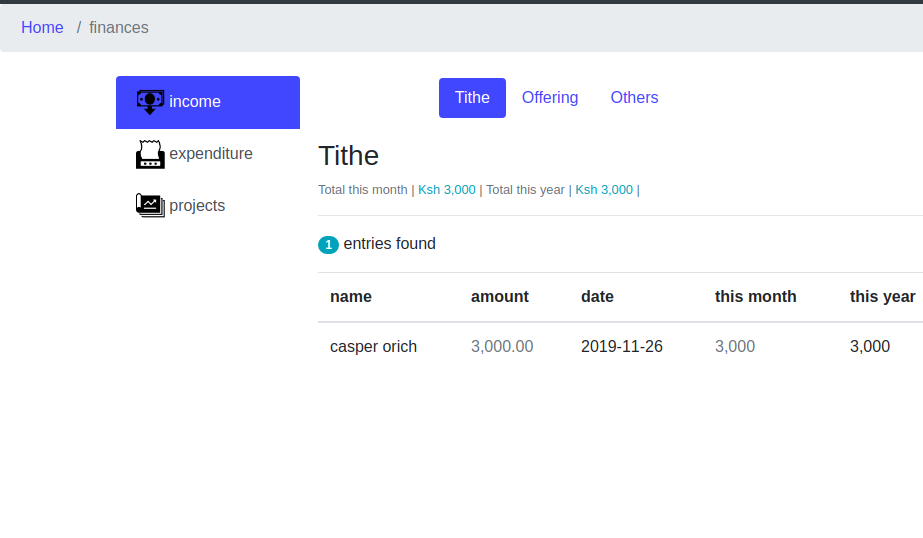 Home / finances
income
expenditure
projects
Tithe Offering Others
Tithe
Total this month | Ksh 3,000 | Total this year | Ksh 3,000 |
1 entries found
name amount date this month this year
casper orich 3,000.00 2019-11-26 3,000 3,000